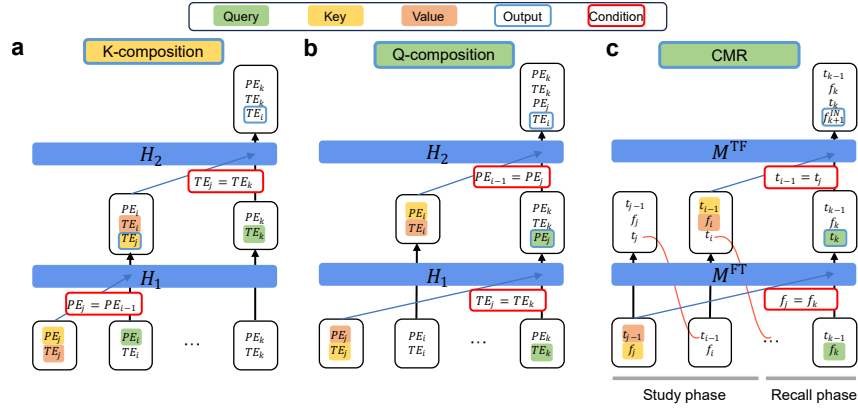 Query Key Value Output Condition
a K-composition
PE_k
TE_k
TE_i
H_2
TE_j = TE_k
PE_i
TE_i
TE_j
PE_k
TE_k
H_1
PE_j = PE_{i-1}
PE_j
TE_j
PE_i
TE_i
...
PE_k
TE_k
b Q-composition
PE_k
TE_k
PE_j
TE_i
H_2
PE_{i-1} = PE_j
PE_i
TE_i
PE_k
TE_k
PE_j
H_1
TE_j = TE_k
PE_j
TE_j
PE_i
TE_i
...
PE_k
TE_k
c CMR
t_{k-1}
f_k
t_k
f^{IN}_{k+1}
M^{TF}
t_{i-1} = t_j
t_{j-1}
f_j
t_j
t_{i-1}
f_i
t_i
t_{k-1}
f_k
t_k
M^{FT}
f_j = f_k
t_{j-1}
f_j
t_{i-1}
f_i
...
t_{k-1}
f_k
Study phase Recall phase